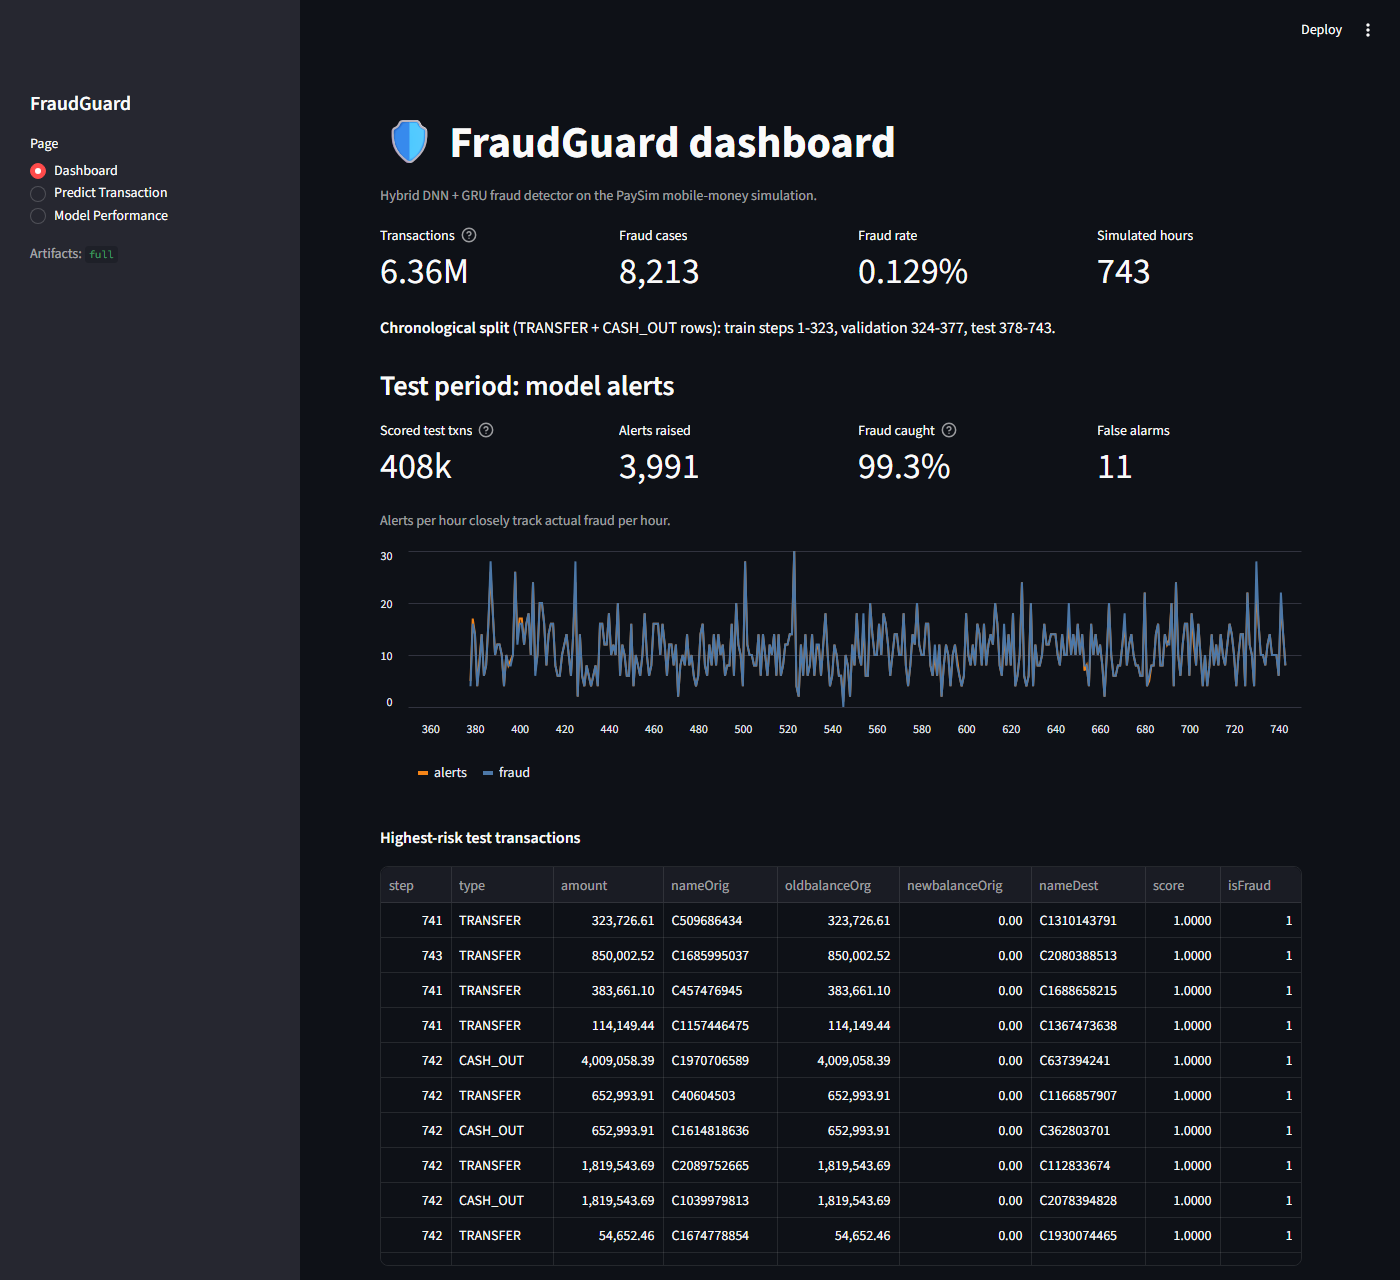 Deploy
FraudGuard
Page
Dashboard
Predict Transaction
Model Performance
Artifacts: full
FraudGuard dashboard
Hybrid DNN + GRU fraud detector on the PaySim mobile-money simulation.
Transactions Fraud cases Fraud rate Simulated hours
6.36M 8,213 0.129% 743
Chronological split (TRANSFER + CASH_OUT rows): train steps 1-323, validation 324-377, test 378-743.
Test period: model alerts
Scored test txns Alerts raised Fraud caught False alarms
408k 3,991 99.3% 11
Alerts per hour closely track actual fraud per hour.
30
20
10
0
360 380 400 420 440 460 480 500 520 540 560 580 600 620 640 660 680 700 720 740
alerts fraud
Highest-risk test transactions
step type amount nameOrig oldbalanceOrg newbalanceOrig nameDest score isFraud
741 TRANSFER 323,726.61 C509686434 323,726.61 0.00 C1310143791 1.0000 1
743 TRANSFER 850,002.52 C1685995037 850,002.52 0.00 C2080388513 1.0000 1
741 TRANSFER 383,661.10 C457476945 383,661.10 0.00 C1688658215 1.0000 1
741 TRANSFER 114,149.44 C1157446475 114,149.44 0.00 C1367473638 1.0000 1
742 CASH_OUT 4,009,058.39 C1970706589 4,009,058.39 0.00 C637394241 1.0000 1
742 TRANSFER 652,993.91 C40604503 652,993.91 0.00 C1166857907 1.0000 1
742 CASH_OUT 652,993.91 C1614818636 652,993.91 0.00 C362803701 1.0000 1
742 TRANSFER 1,819,543.69 C2089752665 1,819,543.69 0.00 C112833674 1.0000 1
742 CASH_OUT 1,819,543.69 C1039979813 1,819,543.69 0.00 C2078394828 1.0000 1
742 TRANSFER 54,652.46 C1674778854 54,652.46 0.00 C1930074465 1.0000 1